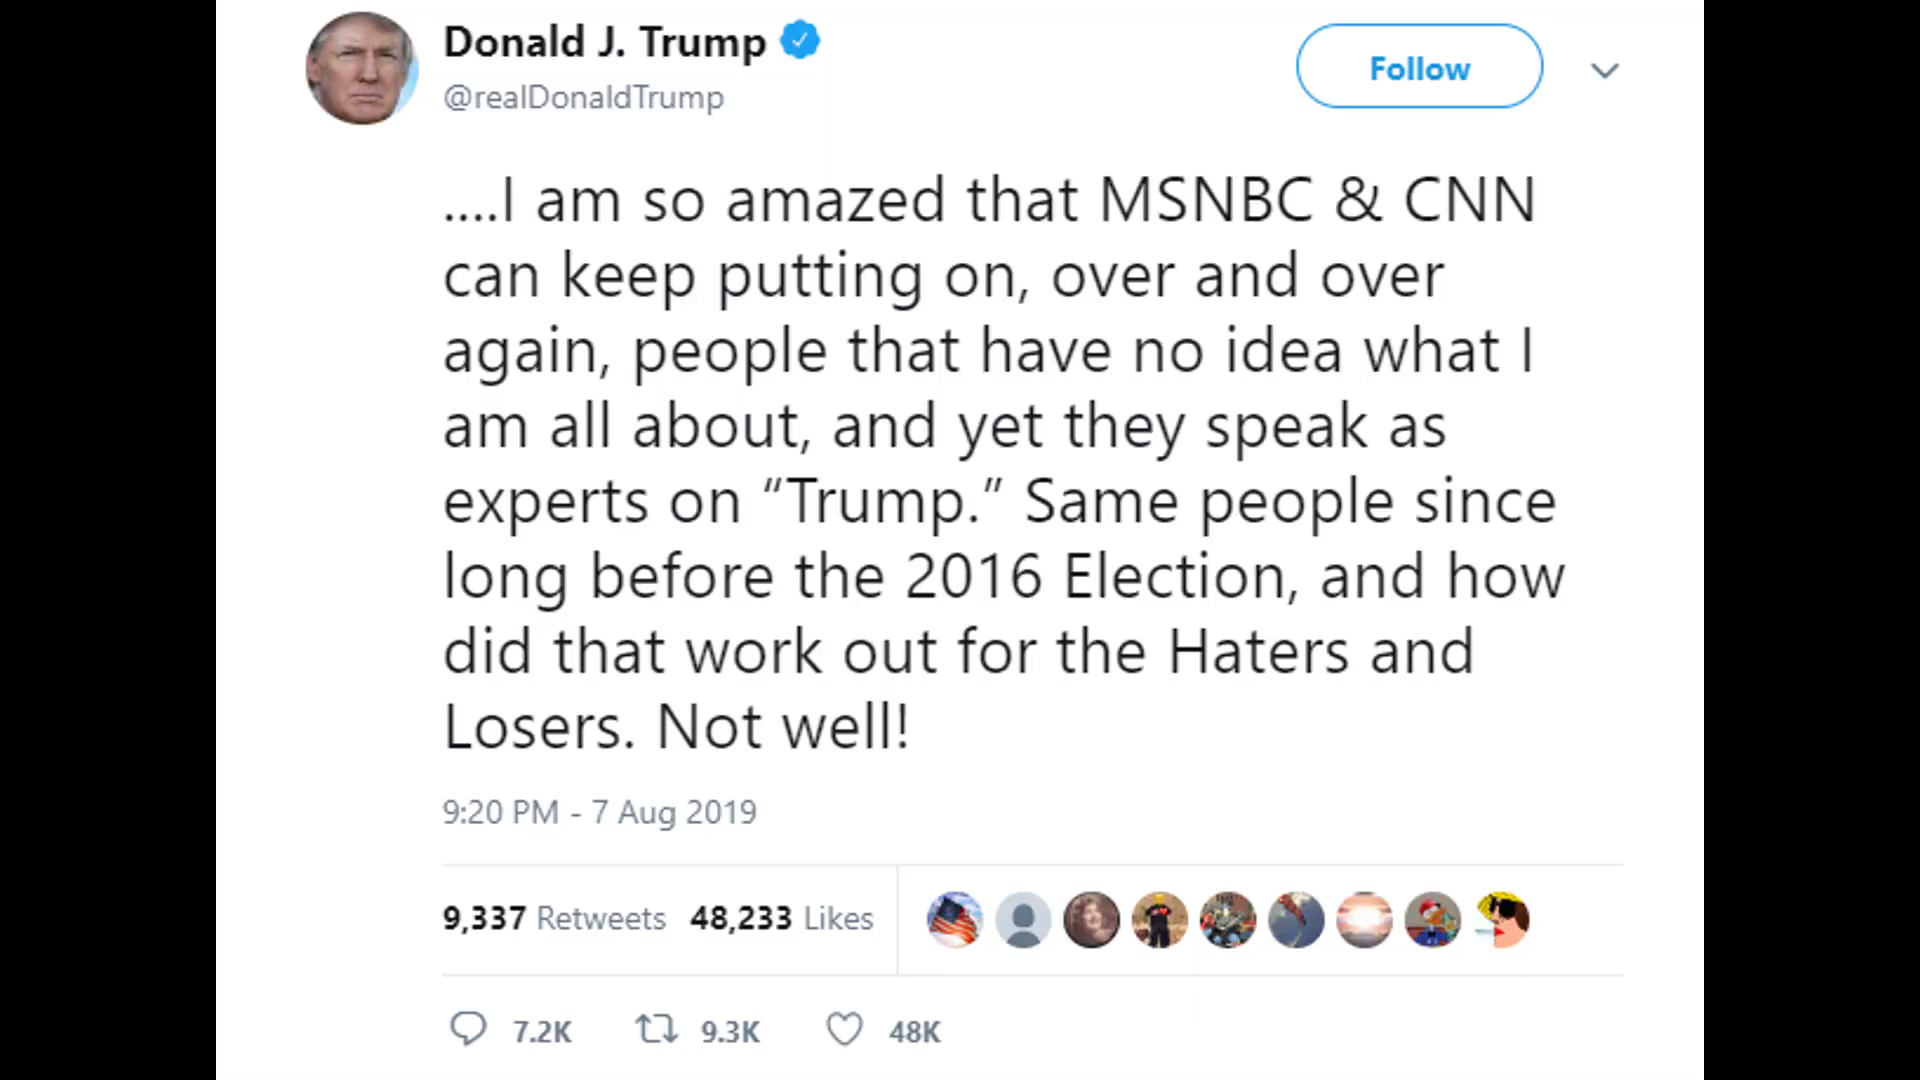 Donald J. Trump
@realDonaldTrump
Follow
....I am so amazed that MSNBC & CNN
can keep putting on, over and over
again, people that have no idea what I
am all about, and yet they speak as
experts on “Trump.” Same people since
long before the 2016 Election, and how
did that work out for the Haters and
Losers. Not well!
9:20 PM - 7 Aug 2019
9,337 Retweets 48,233 Likes
7.2K 9.3K 48K